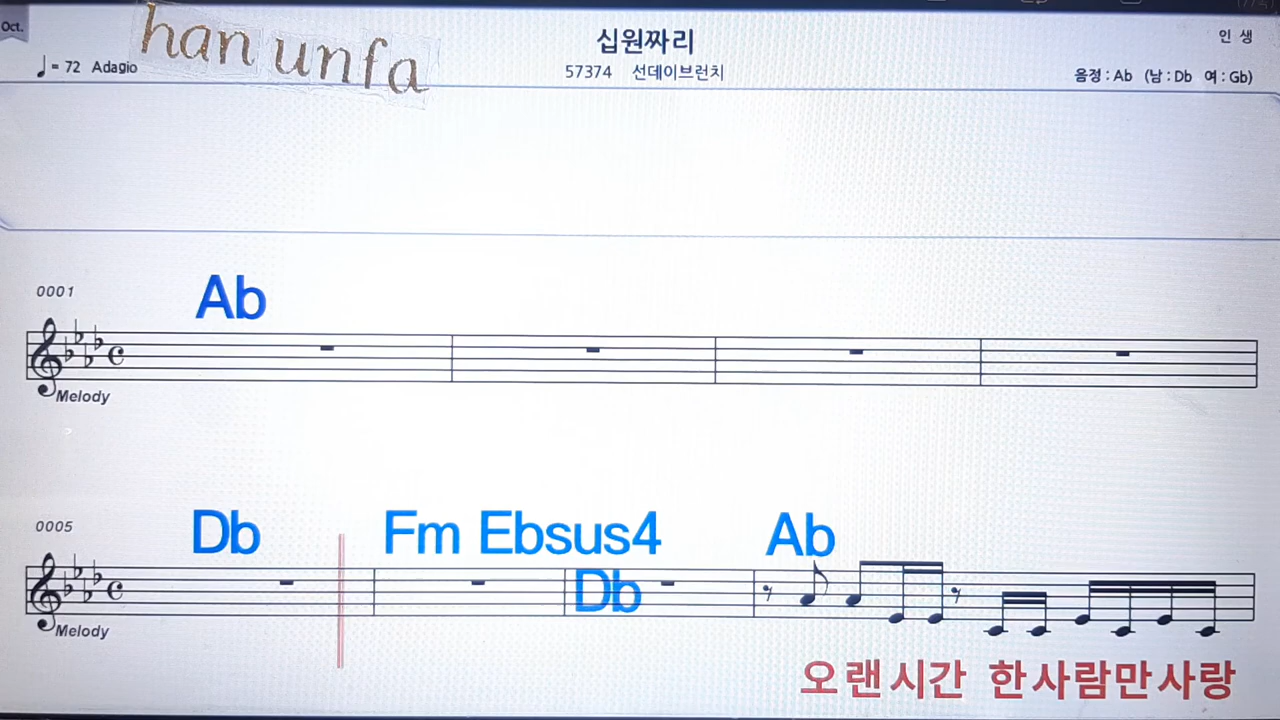 Oct.
han unfa
♩= 72 Adagio
십원짜리
57374 선데이브런치
인 생
음정 : Ab (남 : Db 여 : Gb)
0001
Ab
Melody
0005
Db Fm Ebsus4 Ab
Db
Melody
오랜시간 한사람만사랑